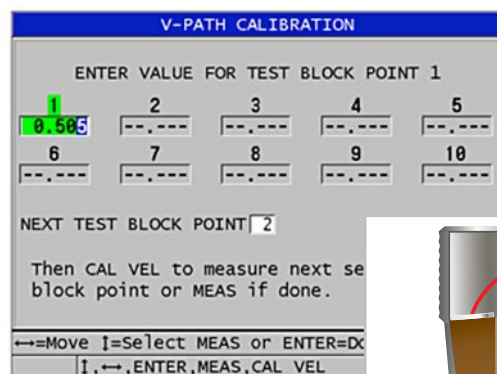 V-PATH CALIBRATION
ENTER VALUE FOR TEST BLOCK POINT 1
1 2 3 4 5
0.505 --.--- --.--- --.--- --.---
6 7 8 9 10
--.--- --.--- --.--- --.--- --.---
NEXT TEST BLOCK POINT 2
Then CAL VEL to measure next se
block point or MEAS if done.
↔=Move ↕=Select MEAS or ENTER=DO
↕,↔,ENTER,MEAS,CAL VEL